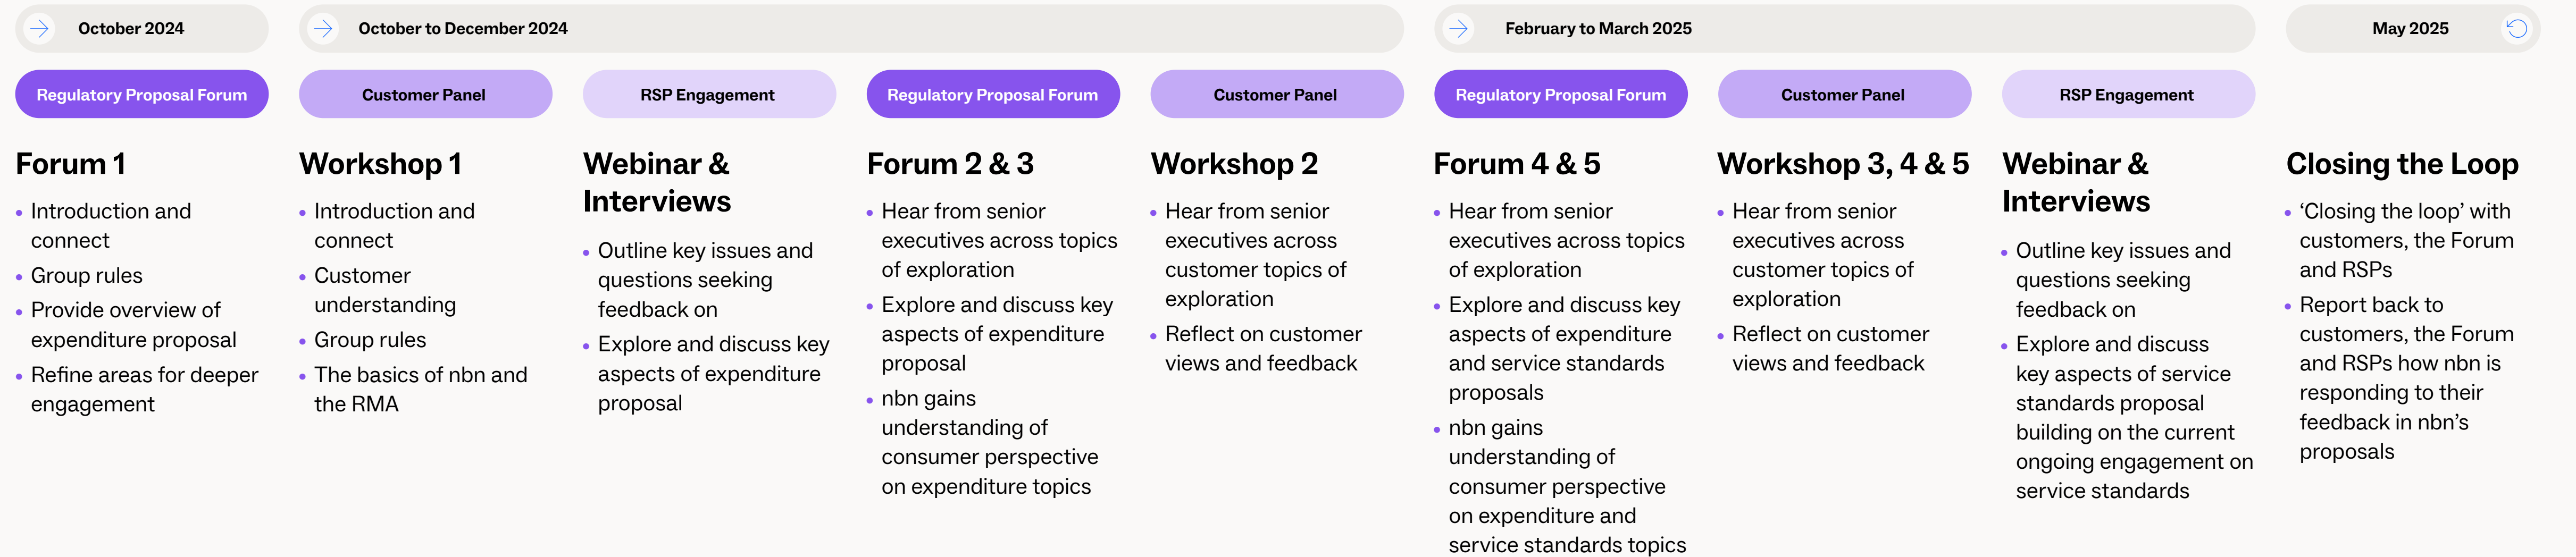 October 2024
Regulatory Proposal Forum
Forum 1
• Introduction and
connect
• Group rules
• Provide overview of
expenditure proposal
• Refine areas for deeper
engagement
October to December 2024
Customer Panel
Workshop 1
• Introduction and
connect
• Customer
understanding
• Group rules
• The basics of nbn and
the RMA
RSP Engagement
Webinar &
Interviews
• Outline key issues and
questions seeking
feedback on
• Explore and discuss key
aspects of expenditure
proposal
Regulatory Proposal Forum
Forum 2 & 3
• Hear from senior
executives across topics
of exploration
• Explore and discuss key
aspects of expenditure
proposal
• nbn gains
understanding of
consumer perspective
on expenditure topics
Customer Panel
Workshop 2
• Hear from senior
executives across
customer topics of
exploration
• Reflect on customer
views and feedback
February to March 2025
Regulatory Proposal Forum
Forum 4 & 5
• Hear from senior
executives across topics
of exploration
• Explore and discuss key
aspects of expenditure
and service standards
proposals
• nbn gains
understanding of
consumer perspective
on expenditure and
service standards topics
Customer Panel
Workshop 3, 4 & 5
• Hear from senior
executives across
customer topics of
exploration
• Reflect on customer
views and feedback
RSP Engagement
Webinar &
Interviews
• Outline key issues and
questions seeking
feedback on
• Explore and discuss
key aspects of service
standards proposal
building on the current
ongoing engagement on
service standards
May 2025
Closing the Loop
• ‘Closing the loop’ with
customers, the Forum
and RSPs
• Report back to
customers, the Forum
and RSPs how nbn is
responding to their
feedback in nbn’s
proposals